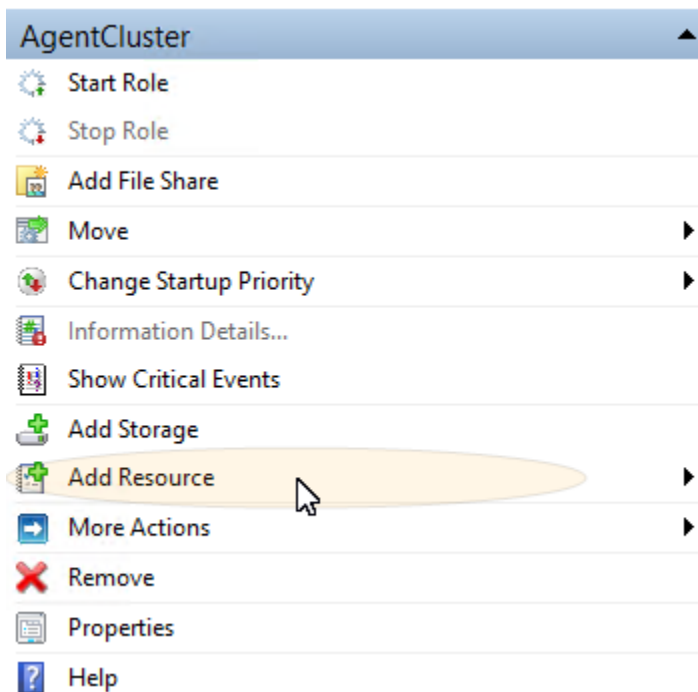 AgentCluster
Start Role
Stop Role
Add File Share
Move
Change Startup Priority
Information Details...
Show Critical Events
Add Storage
Add Resource
More Actions
Remove
Properties
Help